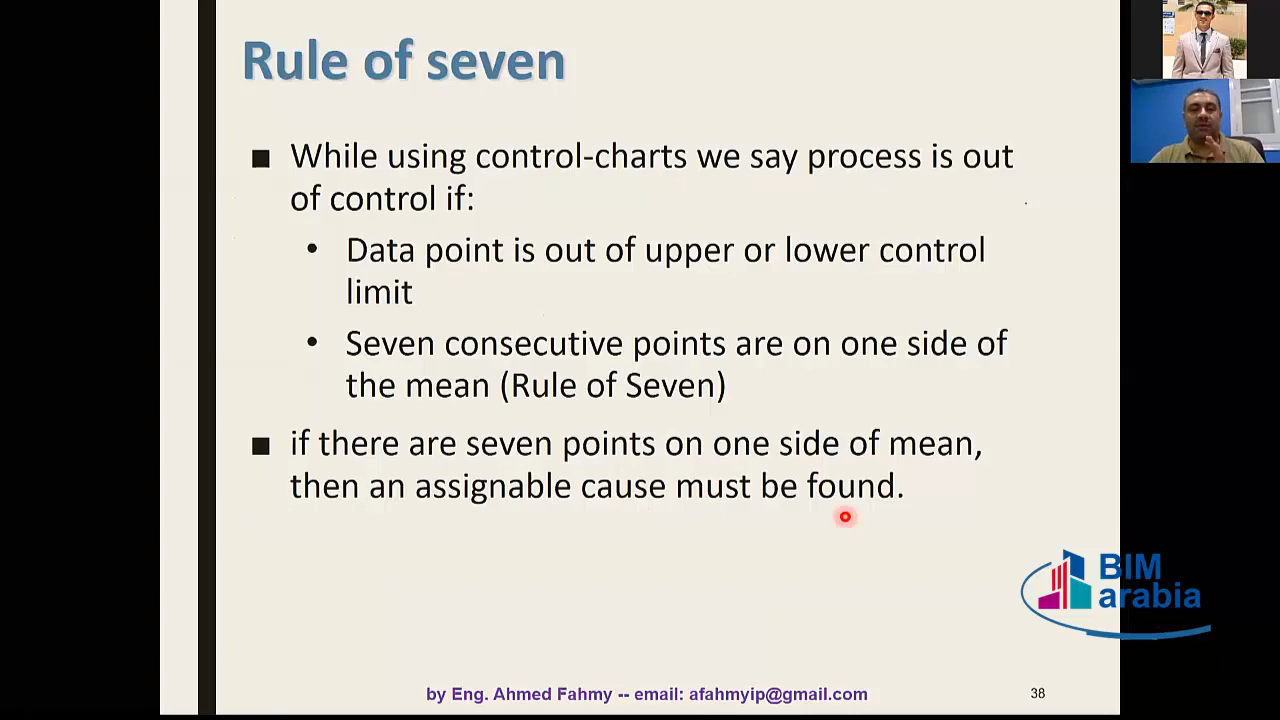 Rule of seven
■ While using control-charts we say process is out
of control if:
• Data point is out of upper or lower control
limit
• Seven consecutive points are on one side of
the mean (Rule of Seven)
■ if there are seven points on one side of mean,
then an assignable cause must be found.
BIM
arabia
by Eng. Ahmed Fahmy -- email: afahmyip@gmail.com
38